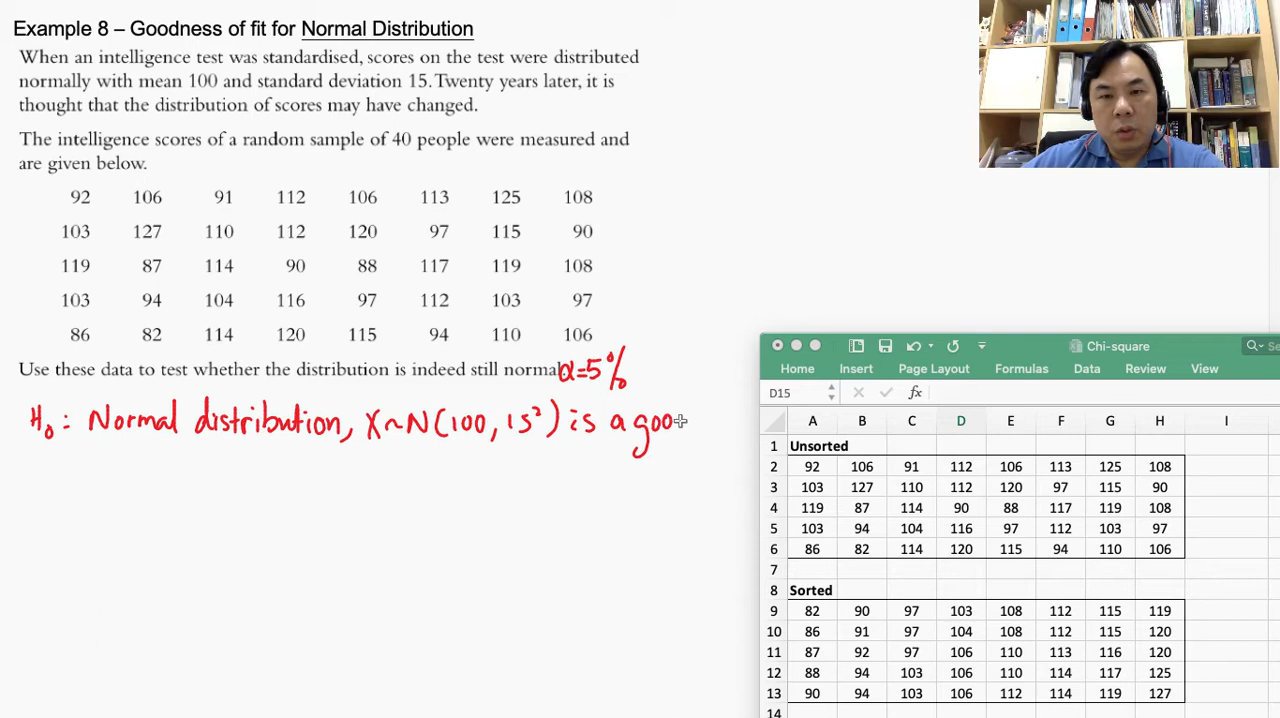 Example 8 – Goodness of fit for Normal Distribution
When an intelligence test was standardised, scores on the test were distributed
normally with mean 100 and standard deviation 15. Twenty years later, it is
thought that the distribution of scores may have changed.
The intelligence scores of a random sample of 40 people were measured and
are given below.
92 106 91 112 106 113 125 108
103 127 110 112 120 97 115 90
119 87 114 90 88 117 119 108
103 94 104 116 97 112 103 97
86 82 114 120 115 94 110 106
Use these data to test whether the distribution is indeed still normal. α=5%
H₀: Normal distribution, X~N(100, 15²) is a goo
Chi-square
Home Insert Page Layout Formulas Data Review View
D15 fx
A B C D E F G H I
1 Unsorted
2 92 106 91 112 106 113 125 108
3 103 127 110 112 120 97 115 90
4 119 87 114 90 88 117 119 108
5 103 94 104 116 97 112 103 97
6 86 82 114 120 115 94 110 106
7
8 Sorted
9 82 90 97 103 108 112 115 119
10 86 91 97 104 108 112 115 120
11 87 92 97 106 110 113 116 120
12 88 94 103 106 110 114 117 125
13 90 94 103 106 112 114 119 127
14